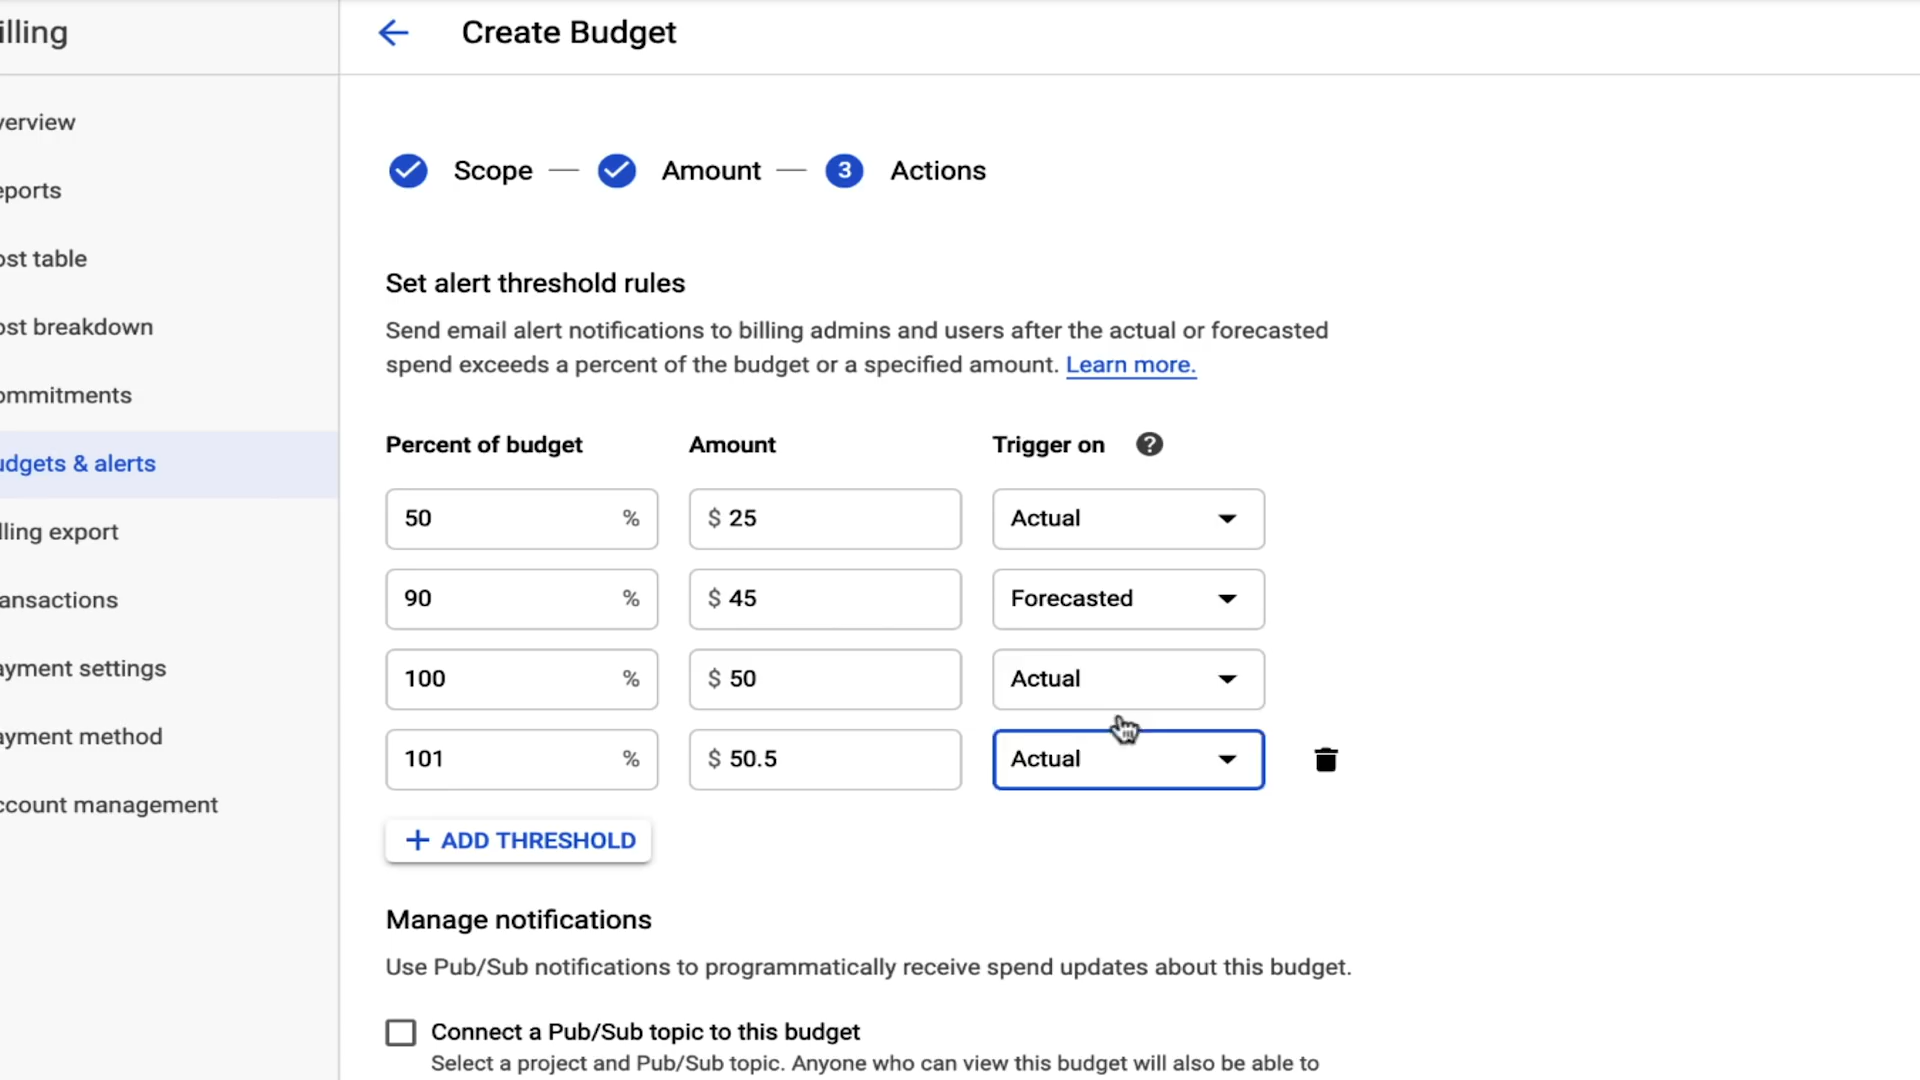 illing
Create Budget
verview
eports
ost table
ost breakdown
ommitments
udgets & alerts
lling export
ansactions
ayment settings
ayment method
ccount management
Scope — Amount — 3 Actions
Set alert threshold rules
Send email alert notifications to billing admins and users after the actual or forecasted
spend exceeds a percent of the budget or a specified amount. Learn more.
Percent of budget Amount Trigger on ?
50 % $ 25 Actual
90 % $ 45 Forecasted
100 % $ 50 Actual
101 % $ 50.5 Actual
+ ADD THRESHOLD
Manage notifications
Use Pub/Sub notifications to programmatically receive spend updates about this budget.
Connect a Pub/Sub topic to this budget
Select a project and Pub/Sub topic. Anyone who can view this budget will also be able to